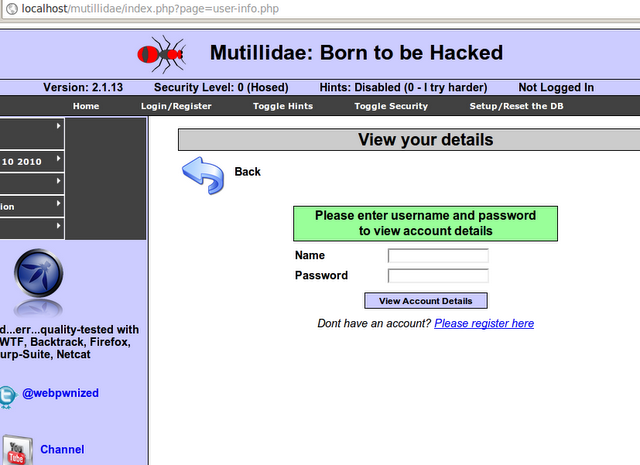 localhost/mutillidae/index.php?page=user-info.php
Mutillidae: Born to be Hacked
Version: 2.1.13 Security Level: 0 (Hosed) Hints: Disabled (0 - I try harder) Not Logged In
Home Login/Register Toggle Hints Toggle Security Setup/Reset the DB
10 2010
ion
d...err...quality-tested with
WTF, Backtrack, Firefox,
urp-Suite, Netcat
@webpwnized
You
Tube
Channel
View your details
Back
Please enter username and password
to view account details
Name
Password
View Account Details
Dont have an account? Please register here